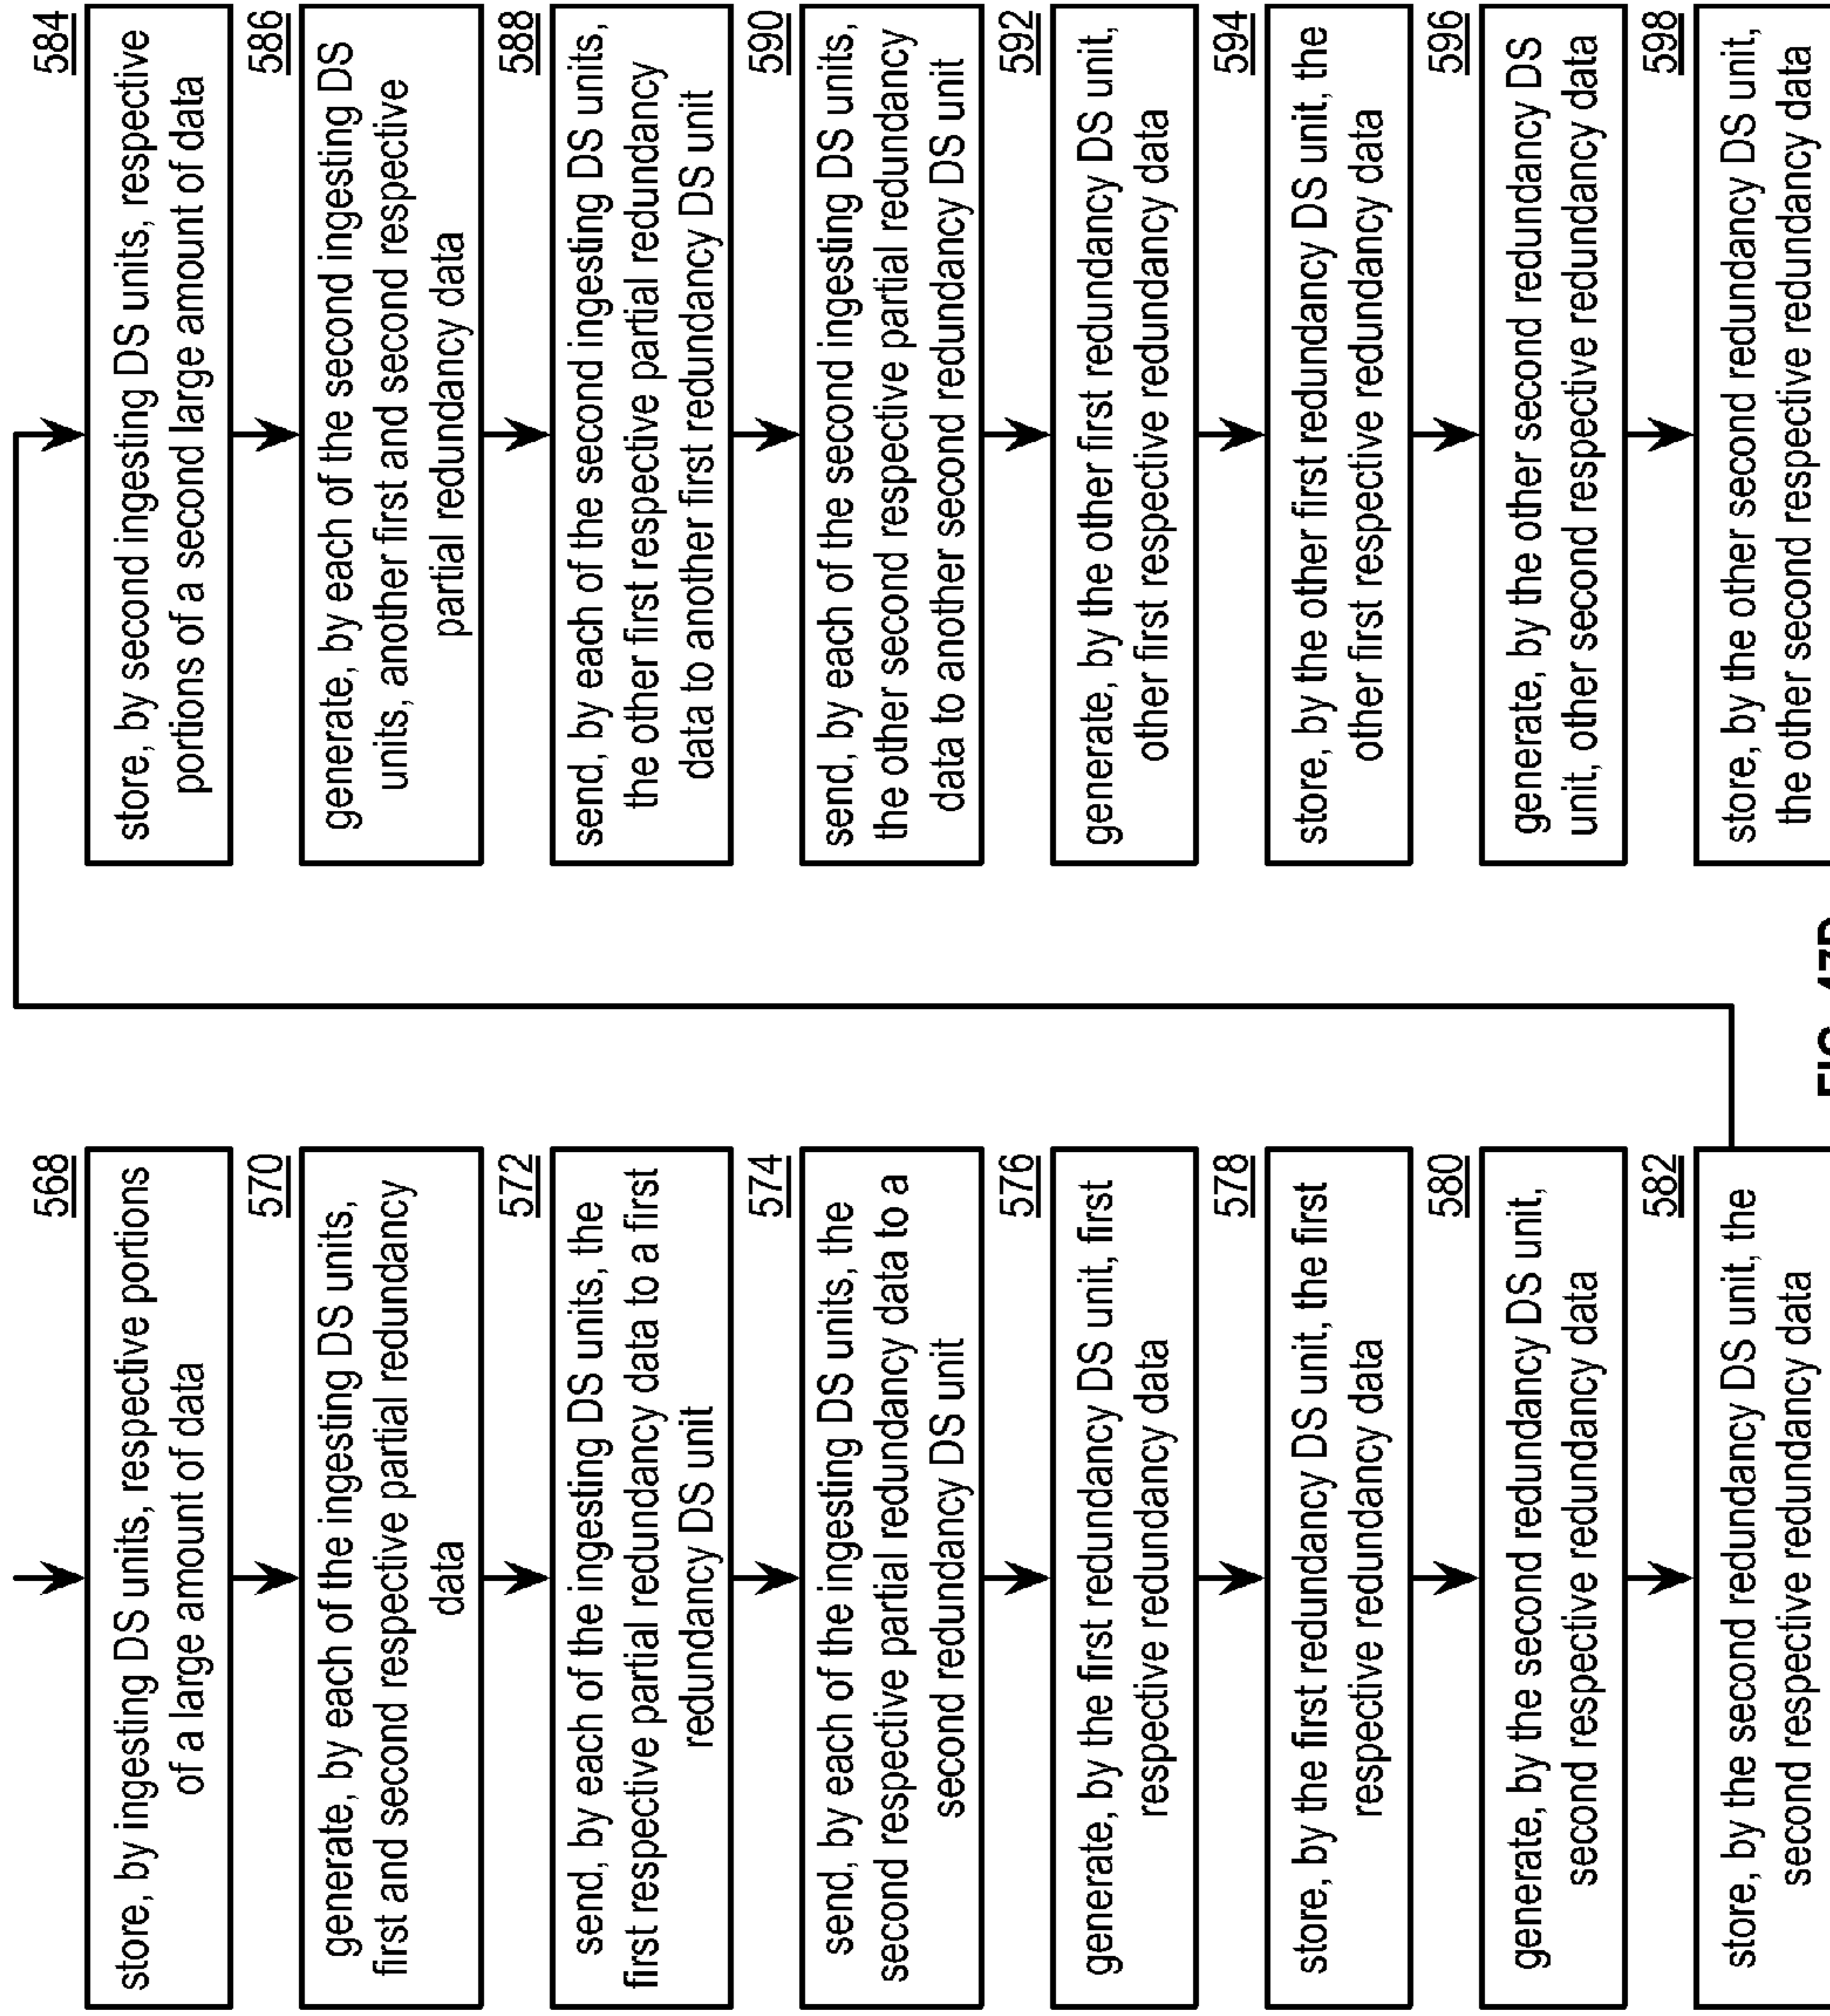 568
store, by ingesting DS units, respective portions
of a large amount of data
570
generate, by each of the ingesting DS units,
first and second respective partial redundancy
data
572
send, by each of the ingesting DS units, the
first respective partial redundancy data to a first
redundancy DS unit
574
send, by each of the ingesting DS units, the
second respective partial redundancy data to a
second redundancy DS unit
576
generate, by the first redundancy DS unit, first
respective redundancy data
578
store, by the first redundancy DS unit, the first
respective redundancy data
580
generate, by the second redundancy DS unit,
second respective redundancy data
582
store, by the second redundancy DS unit, the
second respective redundancy data
584
store, by second ingesting DS units, respective
portions of a second large amount of data
586
generate, by each of the second ingesting DS
units, another first and second respective
partial redundancy data
588
send, by each of the second ingesting DS units,
the other first respective partial redundancy
data to another first redundancy DS unit
590
send, by each of the second ingesting DS units,
the other second respective partial redundancy
data to another second redundancy DS unit
592
generate, by the other first redundancy DS unit,
other first respective redundancy data
594
store, by the other first redundancy DS unit, the
other first respective redundancy data
596
generate, by the other second redundancy DS
unit, other second respective redundancy data
598
store, by the other second redundancy DS unit,
the other second respective redundancy data
FIG.